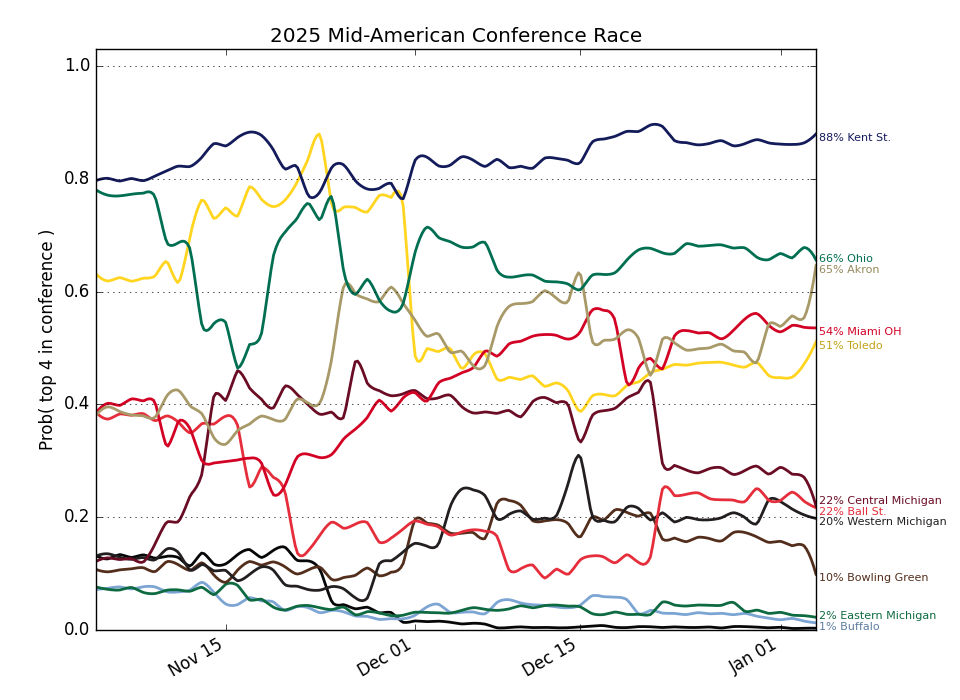 2025 Mid-American Conference Race
Prob( top 4 in conference )
1.0
0.8
0.6
0.4
0.2
0.0
Nov 15
Dec 01
Dec 15
Jan 01
88% Kent St.
66% Ohio
65% Akron
54% Miami OH
51% Toledo
22% Central Michigan
22% Ball St.
20% Western Michigan
10% Bowling Green
2% Eastern Michigan
1% Buffalo